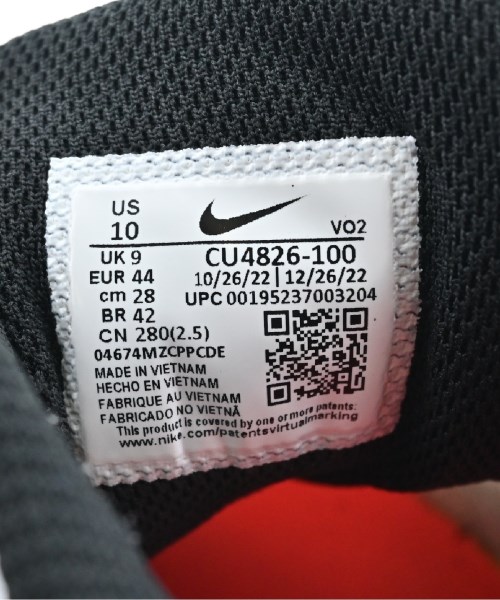 US
10
VO2
UK 9
CU4826-100
EUR 44
10/26/22 | 12/26/22
cm 28
UPC 00195237003204
BR 42
CN 280(2.5)
04674MZCPPCDE
MADE IN VIETNAM
HECHO EN VIETNAM
FABRIQUE AU VIETNAM
FABRICADO NO VIETNÃ
This product is covered by one or more patents:
www.nike.com/patentsvirtualmarking